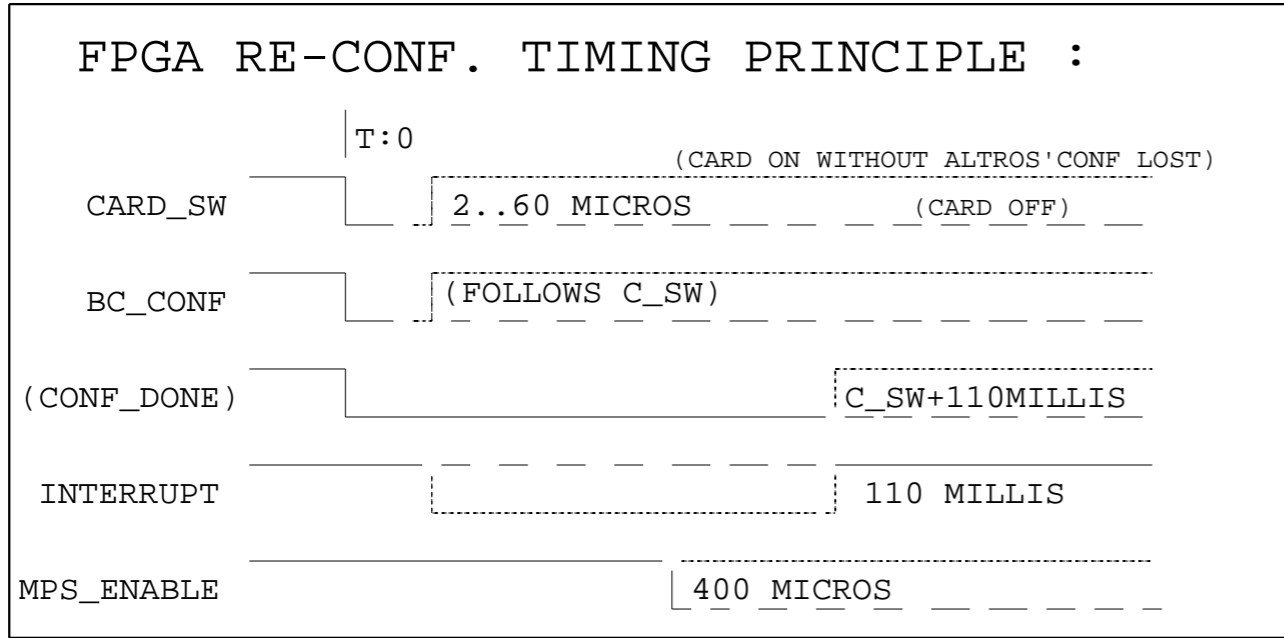 FPGA RE-CONF. TIMING PRINCIPLE :
T:0
(CARD ON WITHOUT ALTROS'CONF LOST)
CARD_SW
2..60 MICROS
(CARD OFF)
BC_CONF
(FOLLOWS C_SW)
(CONF_DONE)
C_SW+110MILLIS
INTERRUPT
110 MILLIS
MPS_ENABLE
400 MICROS